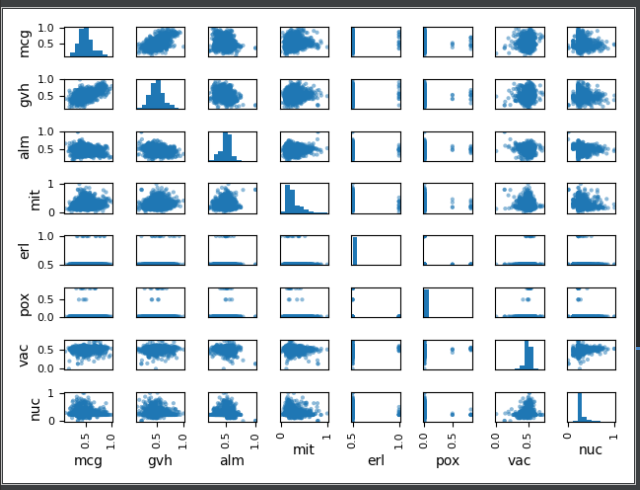 mcg 1.0 0.5
gvh 1.0 0.5
alm 1.0 0.5
mit 1 0
erl 1.0 0.5
pox 0.5 0.0
vac 0.5 0.0
nuc 1 0
0.5 1.0 0.5 1.0 0.5 1.0 0 1 0.5 1.0 0.0 0.5 0.0 0.5 0 1
mcg gvh alm mit erl pox vac nuc